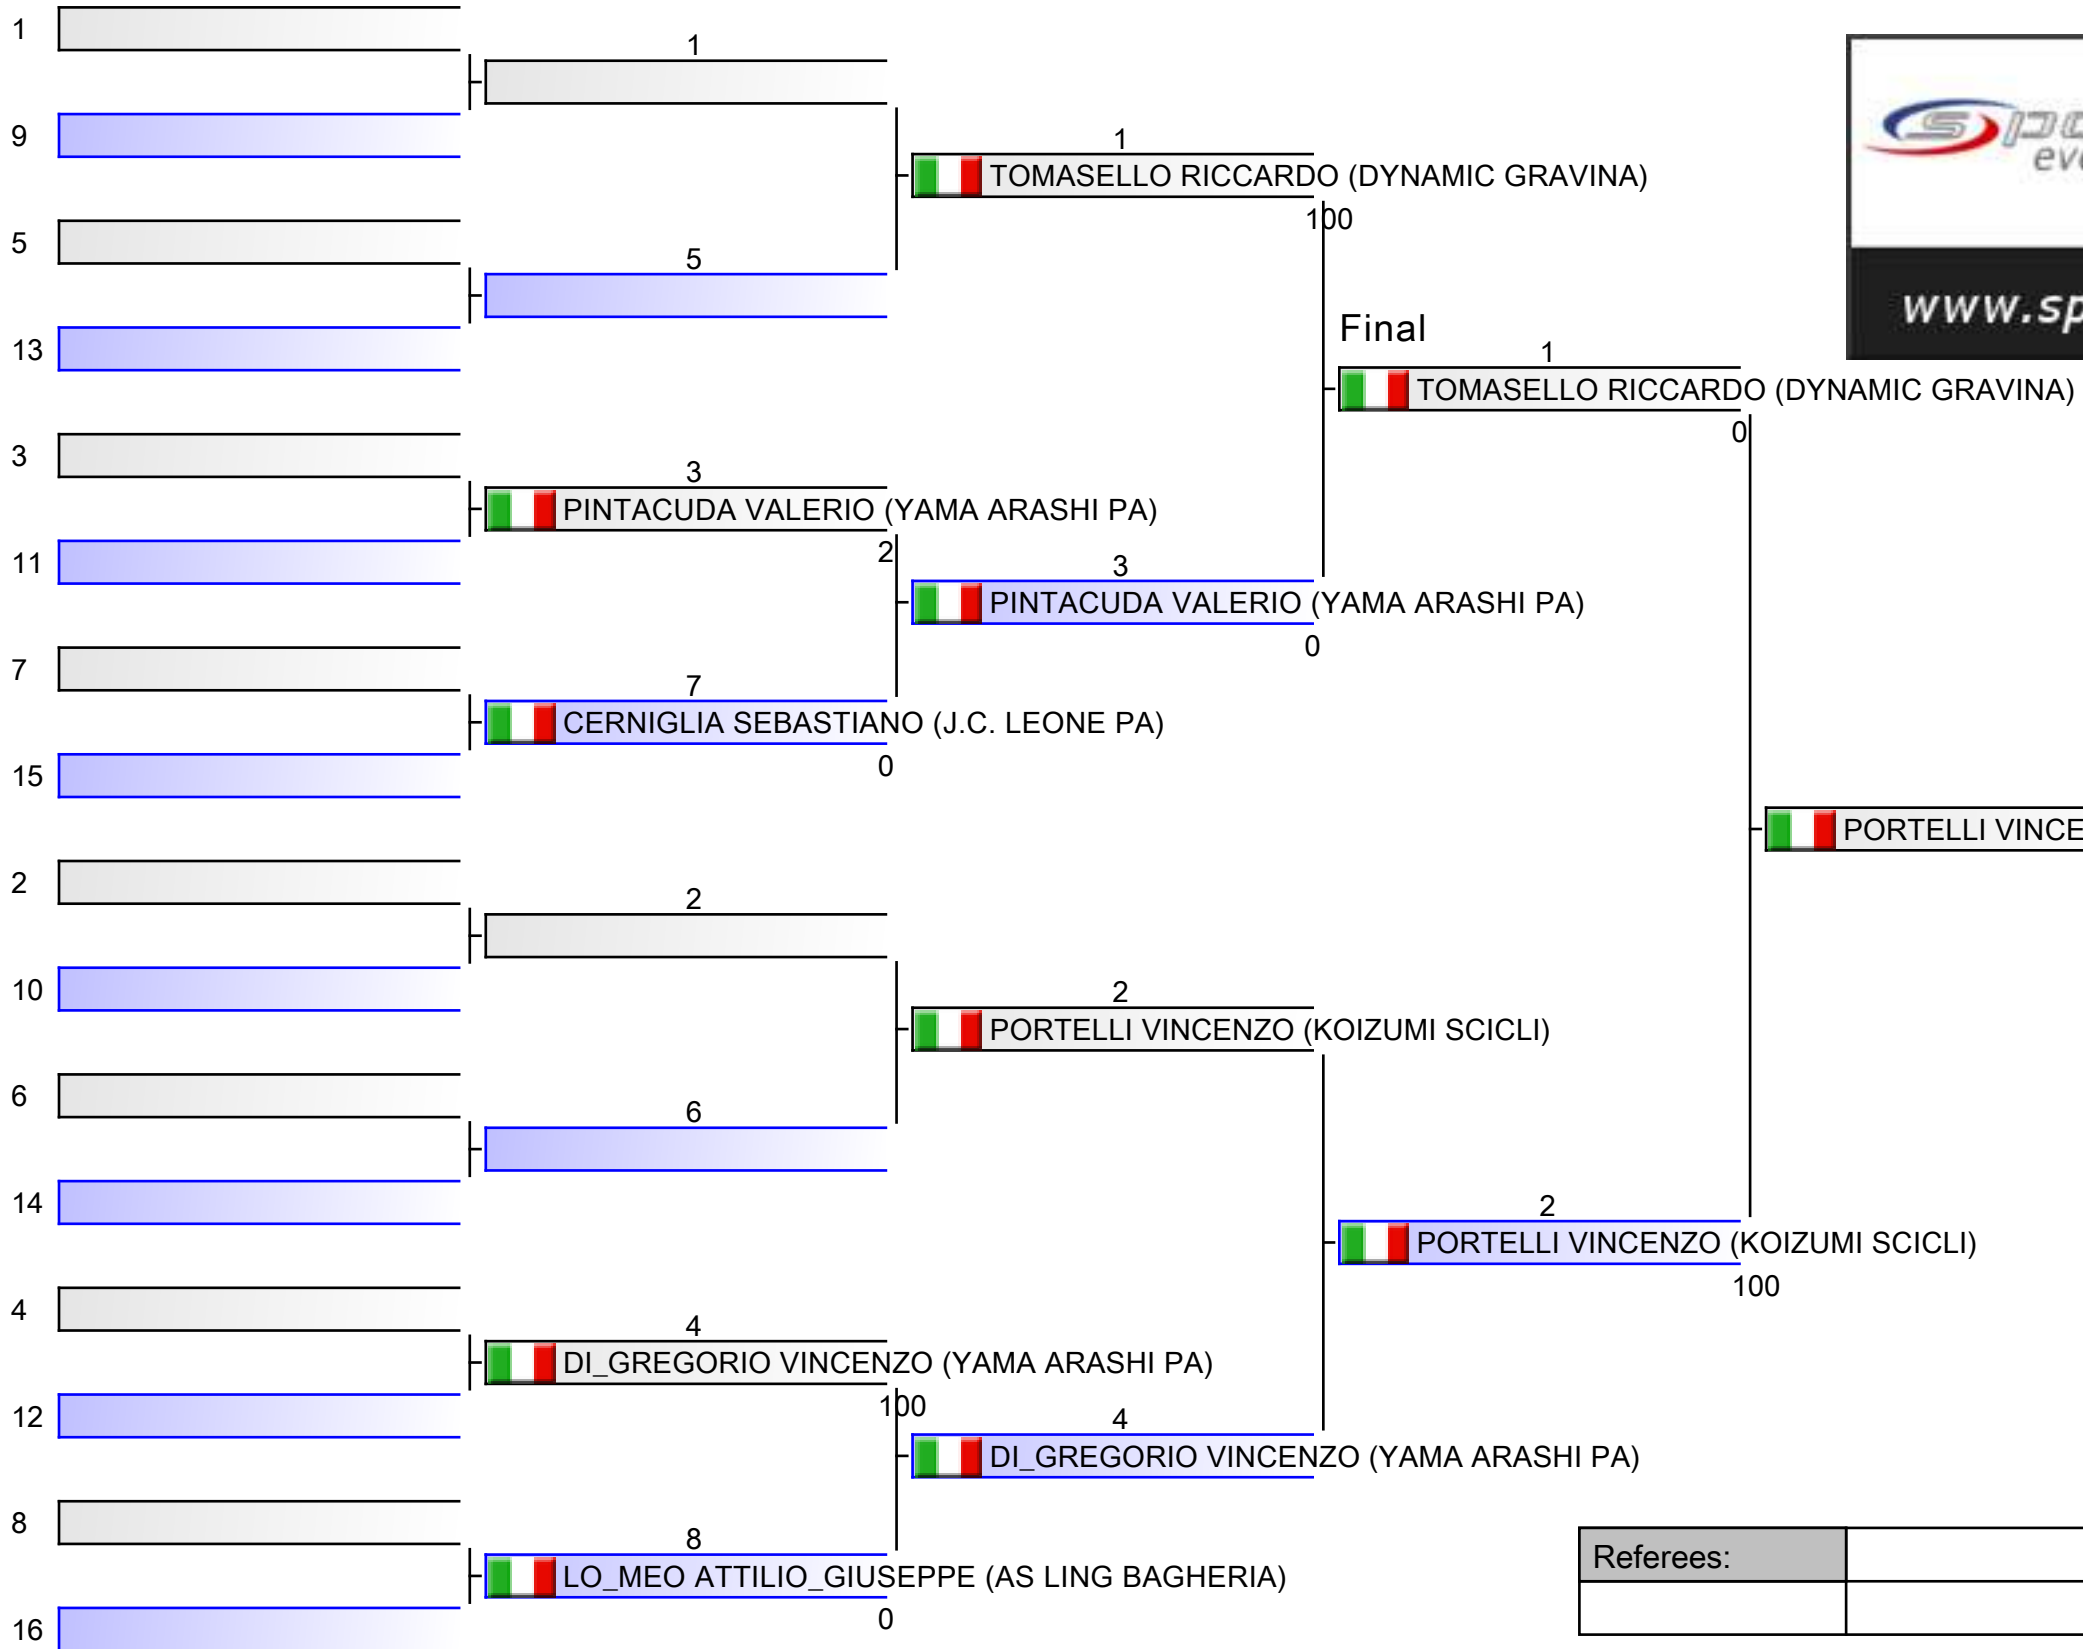 1
1
9
1
TOMASELLO RICCARDO (DYNAMIC GRAVINA)
100
5
5
13
Final
1
TOMASELLO RICCARDO (DYNAMIC GRAVINA)
0
www.sp
3
3
PINTACUDA VALERIO (YAMA ARASHI PA)
2
11
3
PINTACUDA VALERIO (YAMA ARASHI PA)
0
7
7
CERNIGLIA SEBASTIANO (J.C. LEONE PA)
0
15
PORTELLI VINCE
2
2
10
2
PORTELLI VINCENZO (KOIZUMI SCICLI)
6
6
14
2
PORTELLI VINCENZO (KOIZUMI SCICLI)
100
4
4
DI_GREGORIO VINCENZO (YAMA ARASHI PA)
100
12
4
DI_GREGORIO VINCENZO (YAMA ARASHI PA)
8
8
LO_MEO ATTILIO_GIUSEPPE (AS LING BAGHERIA)
0
16
Referees: